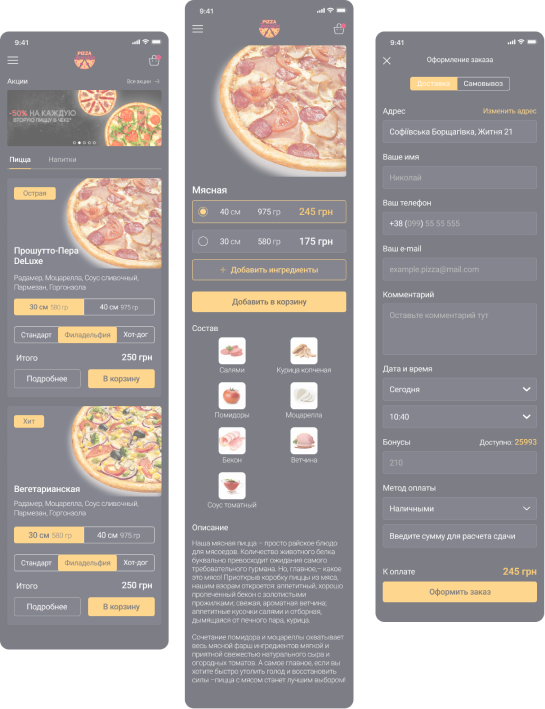 9:41
PIZZA
Акции
Все акции →
-50% НА КАЖДУЮ
ВТОРУЮ ПИЦЦУ В ЧЕКЕ*
Пицца
Напитки
Острая
Прошутто-Пера
DeLuxe
Радамер, Моцарелла, Соус сливочный,
Пармезан, Горгонзола
30 см 580 гр
40 см 975 гр
Стандарт
Филадельфия
Хот-дог
Итого
250 грн
Подробнее
В корзину
Хит
Вегетарианская
Радамер, Моцарелла, Соус сливочный,
Пармезан, Горгонзола
30 см 580 гр
40 см 975 гр
Стандарт
Филадельфия
Хот-дог
Итого
250 грн
Подробнее
В корзину
9:41
PIZZA
Мясная
40 см 975 гр 245 грн
30 см 580 гр 175 грн
+ Добавить ингредиенты
Добавить в корзину
Состав
Салями
Курица копченая
Помидоры
Моцарелла
Бекон
Ветчина
Соус томатный
Описание
Наша мясная пицца – просто райское блюдо
для мясоедов. Количество животного белка
буквально превосходит ожидания самого
требовательного гурмана. Но, главное,– какое
это мясо! Приоткрыв коробку пиццы из мяса,
нашим взорам откроется: аппетитный, хорошо
пропеченный бекон с золотистыми
прожилками; свежая, ароматная ветчина;
аппетитные кусочки салями и отборная,
дымящаяся от печного пара, курица.
Сочетание помидора и моцареллы охватывает
весь мясной фарш ингредиентов мягкой и
приятной свежестью натурального сыра и
огородных томатов. А самое главное, если вы
хотите быстро утолить голод и восстановить
силы –пицца с мясом станет лучшим выбором!
9:41
Оформление заказа
Доставка
Самовывоз
Адрес
Изменить адрес
Софіївська Борщагівка, Житня 21
Ваше имя
Николай
Ваш телефон
+38 (099) 55 55 555
Ваш e-mail
example.pizza@mail.com
Комментарий
Оставьте комментарий тут
Дата и время
Сегодня
10:40
Бонусы
Доступно: 25993
210
Метод оплаты
Наличными
Введите сумму для расчета сдачи
К оплате
245 грн
Оформить заказ